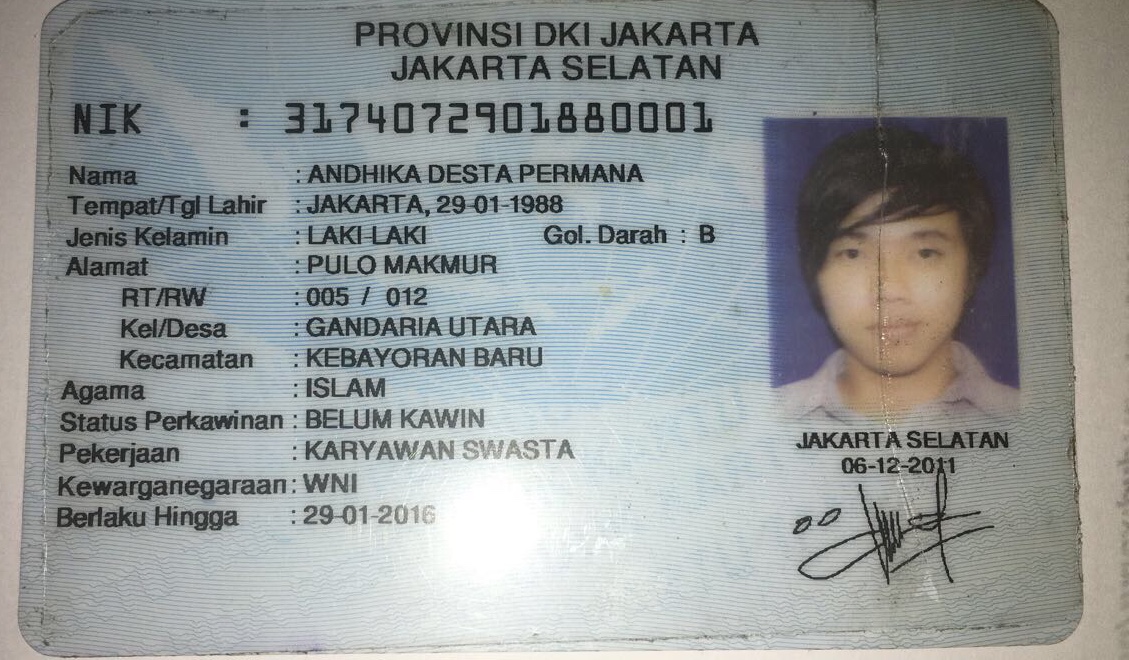 PROVINSI DKI JAKARTA
JAKARTA SELATAN
NIK : 3174072901880001
Nama : ANDHIKA DESTA PERMANA
Tempat/Tgl Lahir : JAKARTA, 29-01-1988
Jenis Kelamin : LAKI LAKI Gol. Darah : B
Alamat : PULO MAKMUR
RT/RW : 005 / 012
Kel/Desa : GANDARIA UTARA
Kecamatan : KEBAYORAN BARU
Agama : ISLAM
Status Perkawinan : BELUM KAWIN
Pekerjaan : KARYAWAN SWASTA
Kewarganegaraan : WNI
Berlaku Hingga : 29-01-2016
JAKARTA SELATAN
06-12-2011